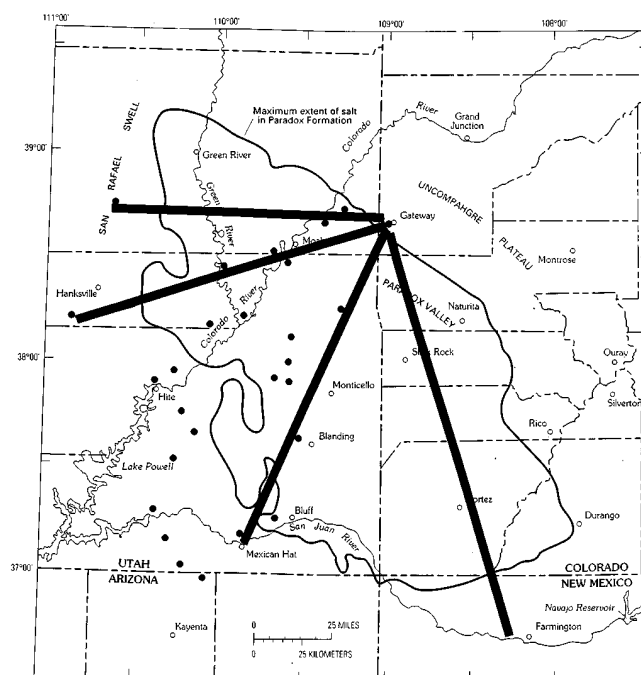 111°00'
110°00'
109°00'
108°00'
Maximum extent of salt
in Paradox Formation
SWELL
RAFAEL
SAN
Colorado
River
Grand
Junction
39°00'
Green River
Green
River
UNCOMPAHGRE
PLATEAU
Gateway
Montrose
Hanksville
PARADOX VALLEY
Naturita
Colorado
River
38°00'
Rock
Ouray
Silverton
Hite
Monticello
Rico
Blanding
Lake Powell
Bluff
San Juan
River
Durango
Mexican Hat
37°00'
UTAH
ARIZONA
COLORADO
NEW MEXICO
Navajo Reservoir
Kayenta
Farmington
0 25 MILES
0 25 KILOMETERS